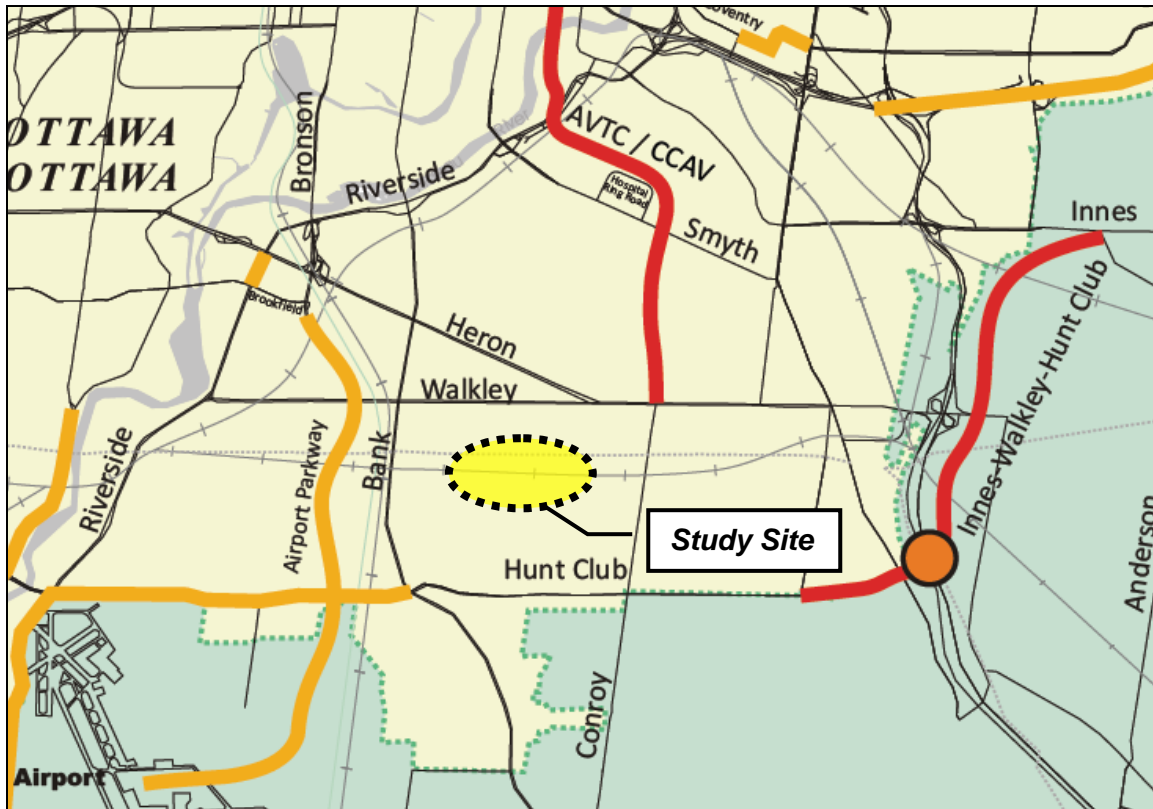 Coventry
OTTAWA
OTTAWA
Bronson
Riverside
River
AVTC / CCAV
Hospital
Ring Road
Smyth
Innes
Brookfield
Heron
Walkley
Innes-Walkley-Hunt Club
Riverside
Airport Parkway
Bank
Study Site
Hunt Club
Anderson
Conroy
Airport